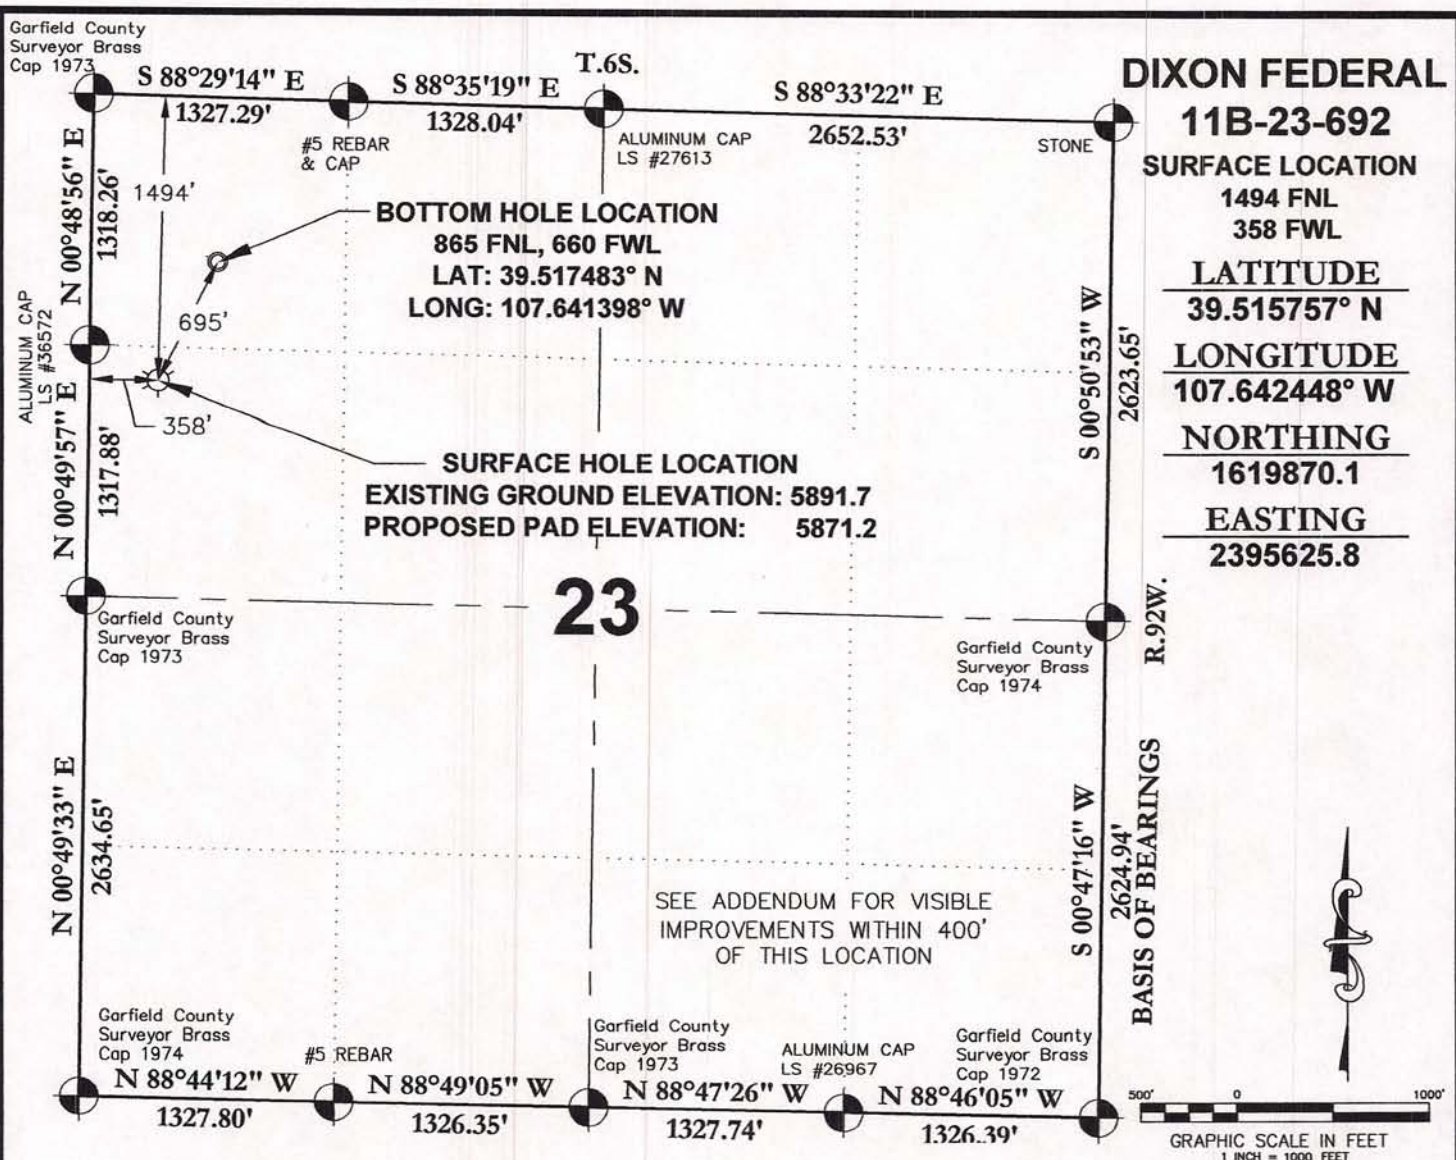 Garfield County
Surveyor Brass
Cap 1973
S 88°29'14" E
1327.29'
S 88°35'19" E
1328.04'
T.6S.
S 88°33'22" E
2652.53'
#5 REBAR
& CAP
ALUMINUM CAP
LS #27613
STONE
DIXON FEDERAL
11B-23-692
SURFACE LOCATION
1494 FNL
358 FWL
LATITUDE
39.515757° N
LONGITUDE
107.642448° W
NORTHING
1619870.1
EASTING
2395625.8
N 00°48'56" E
1318.26'
1494'
BOTTOM HOLE LOCATION
865 FNL, 660 FWL
LAT: 39.517483° N
LONG: 107.641398° W
695'
ALUMINUM CAP
LS #36572
358'
N 00°49'57" E
1317.88'
SURFACE HOLE LOCATION
EXISTING GROUND ELEVATION: 5891.7
PROPOSED PAD ELEVATION: 5871.2
S 00°50'53" W
2623.65'
23
Garfield County
Surveyor Brass
Cap 1973
Garfield County
Surveyor Brass
Cap 1974
R.92W.
N 00°49'33" E
2634.65'
S 00°47'16" W
2624.94'
BASIS OF BEARINGS
SEE ADDENDUM FOR VISIBLE
IMPROVEMENTS WITHIN 400'
OF THIS LOCATION
Garfield County
Surveyor Brass
Cap 1974
#5 REBAR
Garfield County
Surveyor Brass
Cap 1973
ALUMINUM CAP
LS #26967
Garfield County
Surveyor Brass
Cap 1972
N 88°44'12" W
1327.80'
N 88°49'05" W
1326.35'
N 88°47'26" W
1327.74'
N 88°46'05" W
1326.39'
500' 0 1000'
GRAPHIC SCALE IN FEET
1 INCH = 1000 FEET